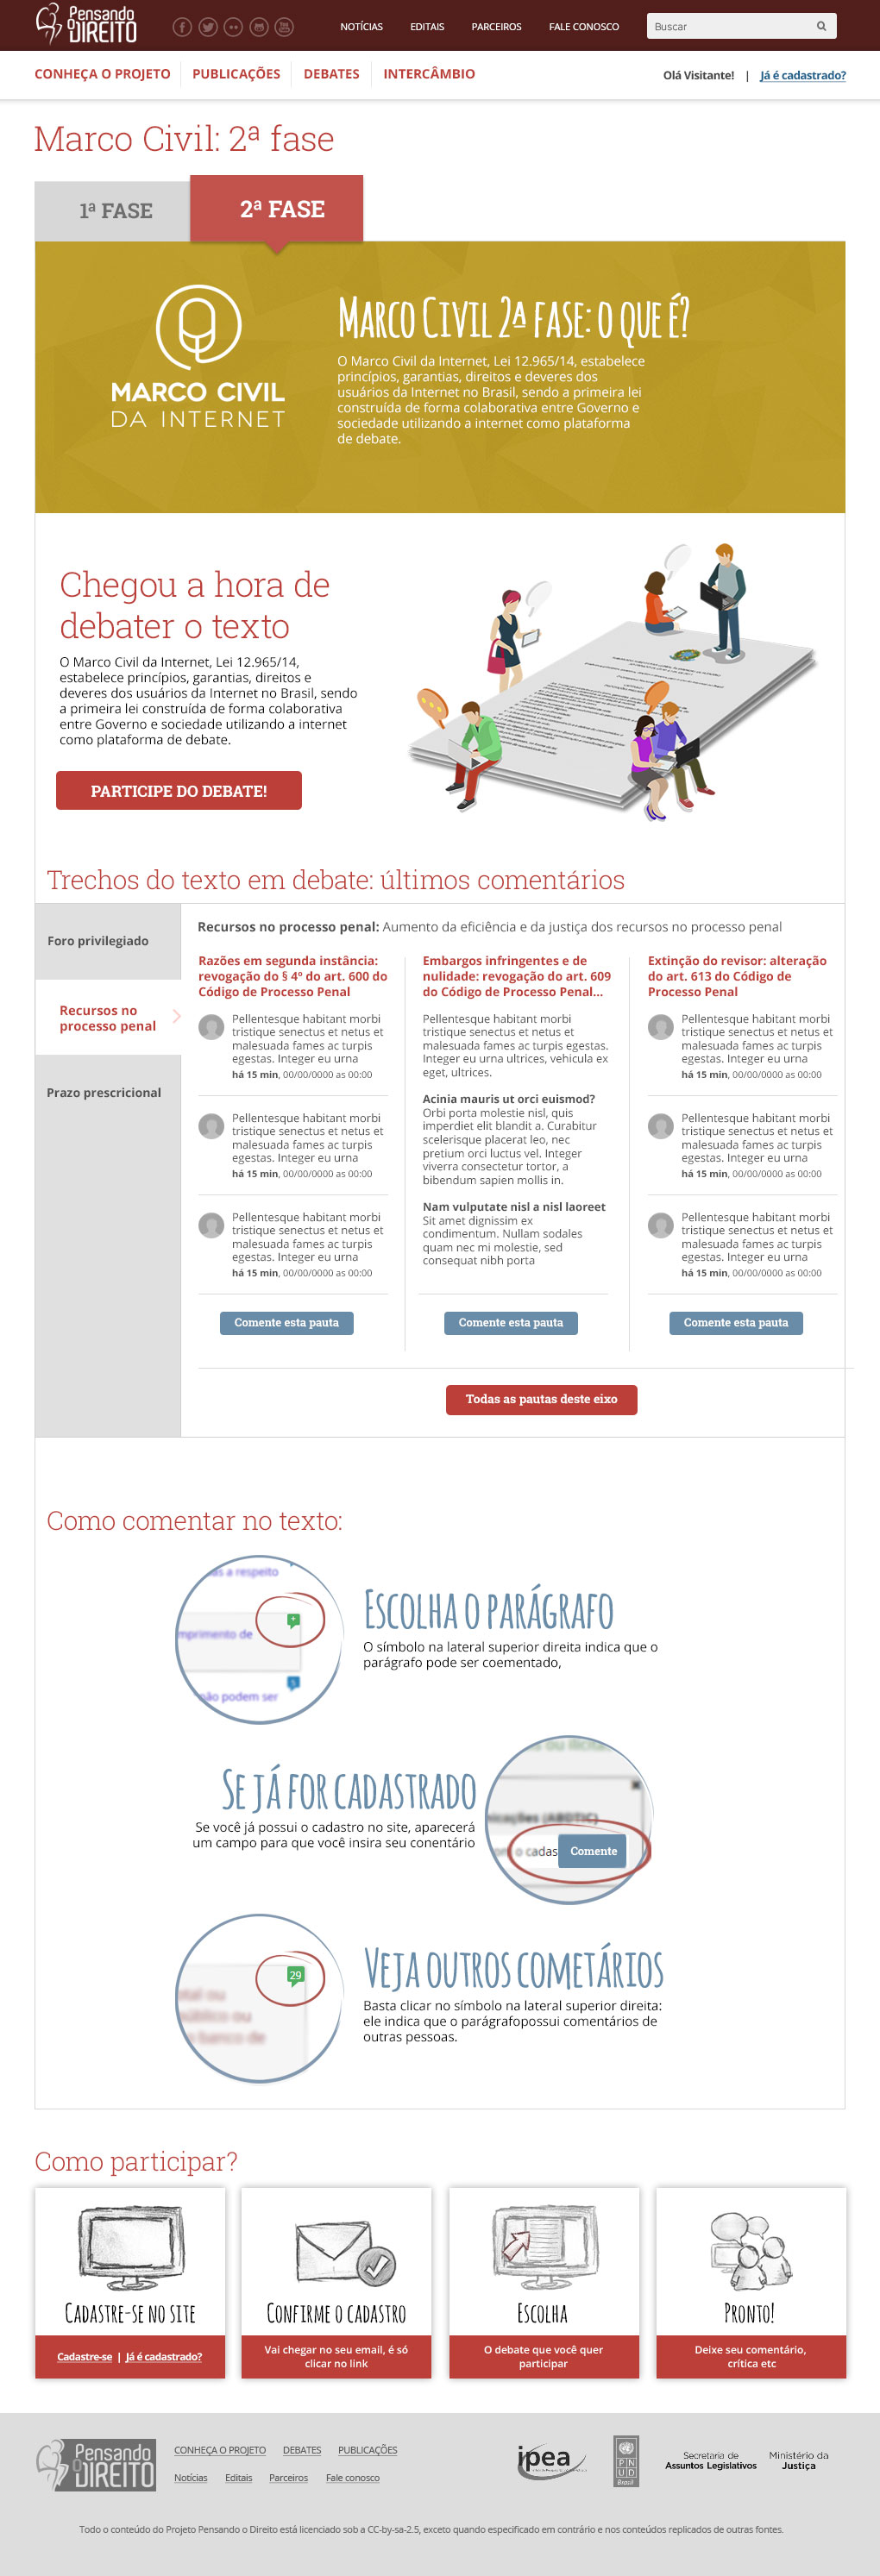 Pensando
O DIREITO
NOTÍCIAS
EDITAIS
PARCEIROS
FALE CONOSCO
Buscar
CONHEÇA O PROJETO
PUBLICAÇÕES
DEBATES
INTERCÂMBIO
Olá Visitante! | Já é cadastrado?
Marco Civil: 2ª fase
1ª FASE
2ª FASE
MARCO CIVIL
DA INTERNET
Marco Civil 2ª fase: o que é?
O Marco Civil da Internet, Lei 12.965/14, estabelece
princípios, garantias, direitos e deveres dos
usuários da Internet no Brasil, sendo a primeira lei
construída de forma colaborativa entre Governo e
sociedade utilizando a internet como plataforma
de debate.
Chegou a hora de
debater o texto
O Marco Civil da Internet, Lei 12.965/14,
estabelece princípios, garantias, direitos e
deveres dos usuários da Internet no Brasil, sendo
a primeira lei construída de forma colaborativa
entre Governo e sociedade utilizando a internet
como plataforma de debate.
PARTICIPE DO DEBATE!
Trechos do texto em debate: últimos comentários
Foro privilegiado
Recursos no
processo penal
Prazo prescricional
Recursos no processo penal: Aumento da eficiência e da justiça dos recursos no processo penal
Razões em segunda instância:
revogação do § 4º do art. 600 do
Código de Processo Penal
Pellentesque habitant morbi
tristique senectus et netus et
malesuada fames ac turpis
egestas. Integer eu urna
há 15 min, 00/00/0000 as 00:00
Pellentesque habitant morbi
tristique senectus et netus et
malesuada fames ac turpis
egestas. Integer eu urna
há 15 min, 00/00/0000 as 00:00
Pellentesque habitant morbi
tristique senectus et netus et
malesuada fames ac turpis
egestas. Integer eu urna
há 15 min, 00/00/0000 as 00:00
Comente esta pauta
Embargos infringentes e de
nulidade: revogação do art. 609
do Código de Processo Penal...
Pellentesque habitant morbi
tristique senectus et netus et
malesuada fames ac turpis egestas.
Integer eu urna ultrices, vehicula ex
eget, ultrices.
Acinia mauris ut orci euismod?
Orbi porta molestie nisl, quis
imperdiet elit blandit a. Curabitur
scelerisque placerat leo, nec
pretium orci luctus vel. Integer
viverra consectetur tortor, a
bibendum sapien mollis in.
Nam vulputate nisl a nisl laoreet
Sit amet dignissim ex
condimentum. Nullam sodales
quam nec mi molestie, sed
consequat nibh porta
Comente esta pauta
Extinção do revisor: alteração
do art. 613 do Código de
Processo Penal
Pellentesque habitant morbi
tristique senectus et netus et
malesuada fames ac turpis
egestas. Integer eu urna
há 15 min, 00/00/0000 as 00:00
Pellentesque habitant morbi
tristique senectus et netus et
malesuada fames ac turpis
egestas. Integer eu urna
há 15 min, 00/00/0000 as 00:00
Pellentesque habitant morbi
tristique senectus et netus et
malesuada fames ac turpis
egestas. Integer eu urna
há 15 min, 00/00/0000 as 00:00
Comente esta pauta
Todas as pautas deste eixo
Como comentar no texto:
as a respeito
mprimento de
não podem ser
Escolha o parágrafo
O símbolo na lateral superior direita indica que o
parágrafo pode ser coementado,
Se já for cadastrado
Se você já possui o cadastro no site, aparecerá
um campo para que você insira seu conentário
o cadas
Comente
29
Veja outros cometários
Basta clicar no símbolo na lateral superior direita:
ele indica que o parágrafopossui comentários de
outras pessoas.
Como participar?
Cadastre-se no site
Cadastre-se | Já é cadastrado?
Confirme o cadastro
Vai chegar no seu email, é só
clicar no link
Escolha
O debate que você quer
participar
Pronto!
Deixe seu comentário,
crítica etc
Pensando
O DIREITO
CONHEÇA O PROJETO
DEBATES
PUBLICAÇÕES
Notícias
Editais
Parceiros
Fale conosco
ipea
PNUD
Brasil
Secretaria de
Assuntos Legislativos
Ministério da
Justiça
Todo o conteúdo do Projeto Pensando o Direito está licenciado sob a CC-by-sa-2.5, exceto quando especificado em contrário e nos conteúdos replicados de outras fontes.